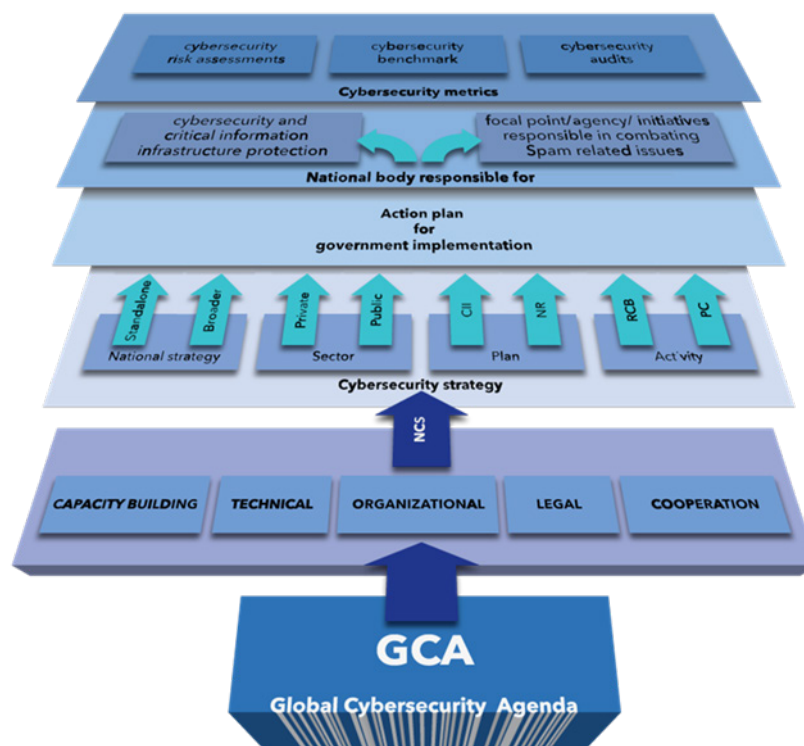 cybersecurity
risk assessments
cybersecurity
benchmark
cybersecurity
audits
Cybersecurity metrics
cybersecurity and
critical information
infrastructure protection
focal point/agency/ initiatives
responsible in combating
Spam related issues
National body responsible for
Action plan
for
government implementation
Standalone
Broader
Private
Public
CII
NR
RCB
PC
National strategy
Sector
Plan
Activity
Cybersecurity strategy
NCS
CAPACITY BUILDING
TECHNICAL
ORGANIZATIONAL
LEGAL
COOPERATION
GCA
Global Cybersecurity Agenda